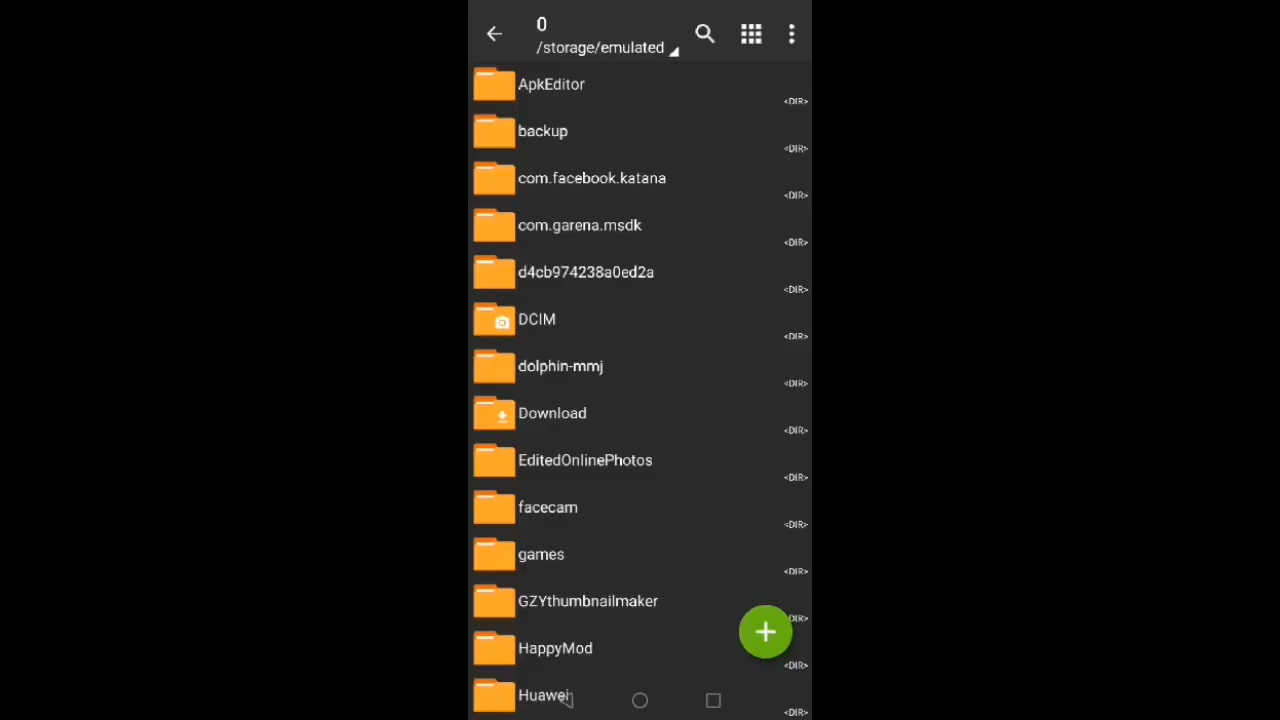 0
/storage/emulated
ApkEditor
<DIR>
backup
<DIR>
com.facebook.katana
<DIR>
com.garena.msdk
<DIR>
d4cb974238a0ed2a
<DIR>
DCIM
<DIR>
dolphin-mmj
<DIR>
Download
<DIR>
EditedOnlinePhotos
<DIR>
facecam
<DIR>
games
<DIR>
GZYthumbnailmaker
DIR>
HappyMod
<DIR>
Huawei
<DIR>